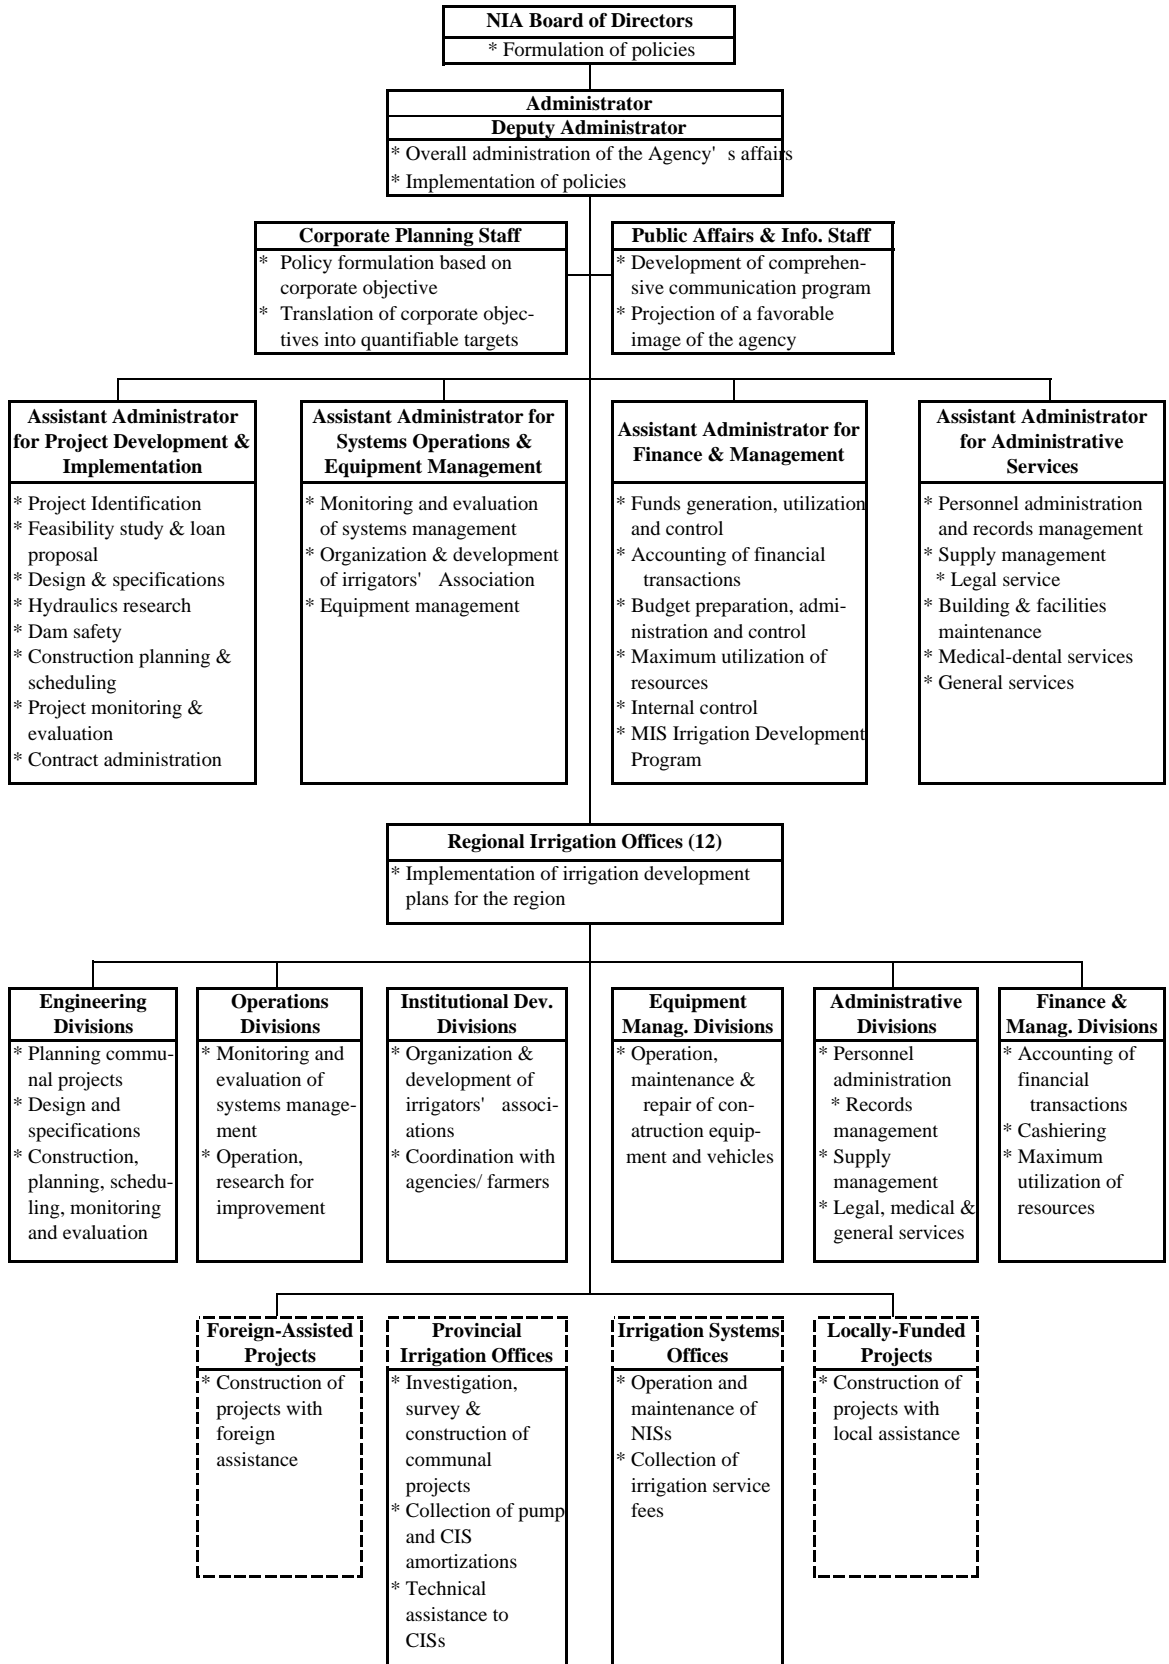 NIA Board of Directors
* Formulation of policies
Administrator
Deputy Administrator
* Overall administration of the Agency' s affairs
* Implementation of policies
Corporate Planning Staff
* Policy formulation based on
corporate objective
* Translation of corporate objec-
tives into quantifiable targets
Public Affairs & Info. Staff
* Development of comprehen-
sive communication program
* Projection of a favorable
image of the agency
Assistant Administrator
for Project Development &
Implementation
* Project Identification
* Feasibility study & loan
proposal
* Design & specifications
* Hydraulics research
* Dam safety
* Construction planning &
scheduling
* Project monitoring &
evaluation
* Contract administration
Assistant Administrator for
Systems Operations &
Equipment Management
* Monitoring and evaluation
of systems management
* Organization & development
of irrigators' Association
* Equipment management
Assistant Administrator for
Finance & Management
* Funds generation, utilization
and control
* Accounting of financial
transactions
* Budget preparation, admi-
nistration and control
* Maximum utilization of
resources
* Internal control
* MIS Irrigation Development
Program
Assistant Administrator
for Administrative
Services
* Personnel administration
and records management
* Supply management
* Legal service
* Building & facilities
maintenance
* Medical-dental services
* General services
Regional Irrigation Offices (12)
* Implementation of irrigation development
plans for the region
Engineering
Divisions
* Planning commu-
nal projects
* Design and
specifications
* Construction,
planning, schedu-
ling, monitoring
and evaluation
Operations
Divisions
* Monitoring and
evaluation of
systems manage-
ment
* Operation,
research for
improvement
Institutional Dev.
Divisions
* Organization &
development of
irrigators' associ-
ations
* Coordination with
agencies/ farmers
Equipment
Manag. Divisions
* Operation,
maintenance &
repair of con-
atruction equip-
ment and vehicles
Administrative
Divisions
* Personnel
administration
* Records
management
* Supply
management
* Legal, medical &
general services
Finance &
Manag. Divisions
* Accounting of
financial
transactions
* Cashiering
* Maximum
utilization of
resources
Foreign-Assisted
Projects
* Construction of
projects with
foreign
assistance
Provincial
Irrigation Offices
* Investigation,
survey &
construction of
communal
projects
* Collection of pump
and CIS
amortizations
* Technical
assistance to
CISs
Irrigation Systems
Offices
* Operation and
maintenance of
NISs
* Collection of
irrigation service
fees
Locally-Funded
Projects
* Construction of
projects with
local assistance